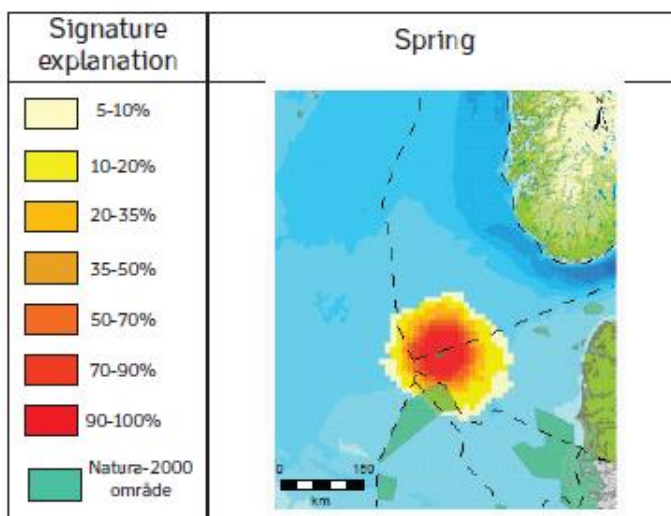 Signature
explanation
Spring
5-10%
10-20%
20-35%
35-50%
50-70%
70-90%
90-100%
Natura-2000
område
0 150
km